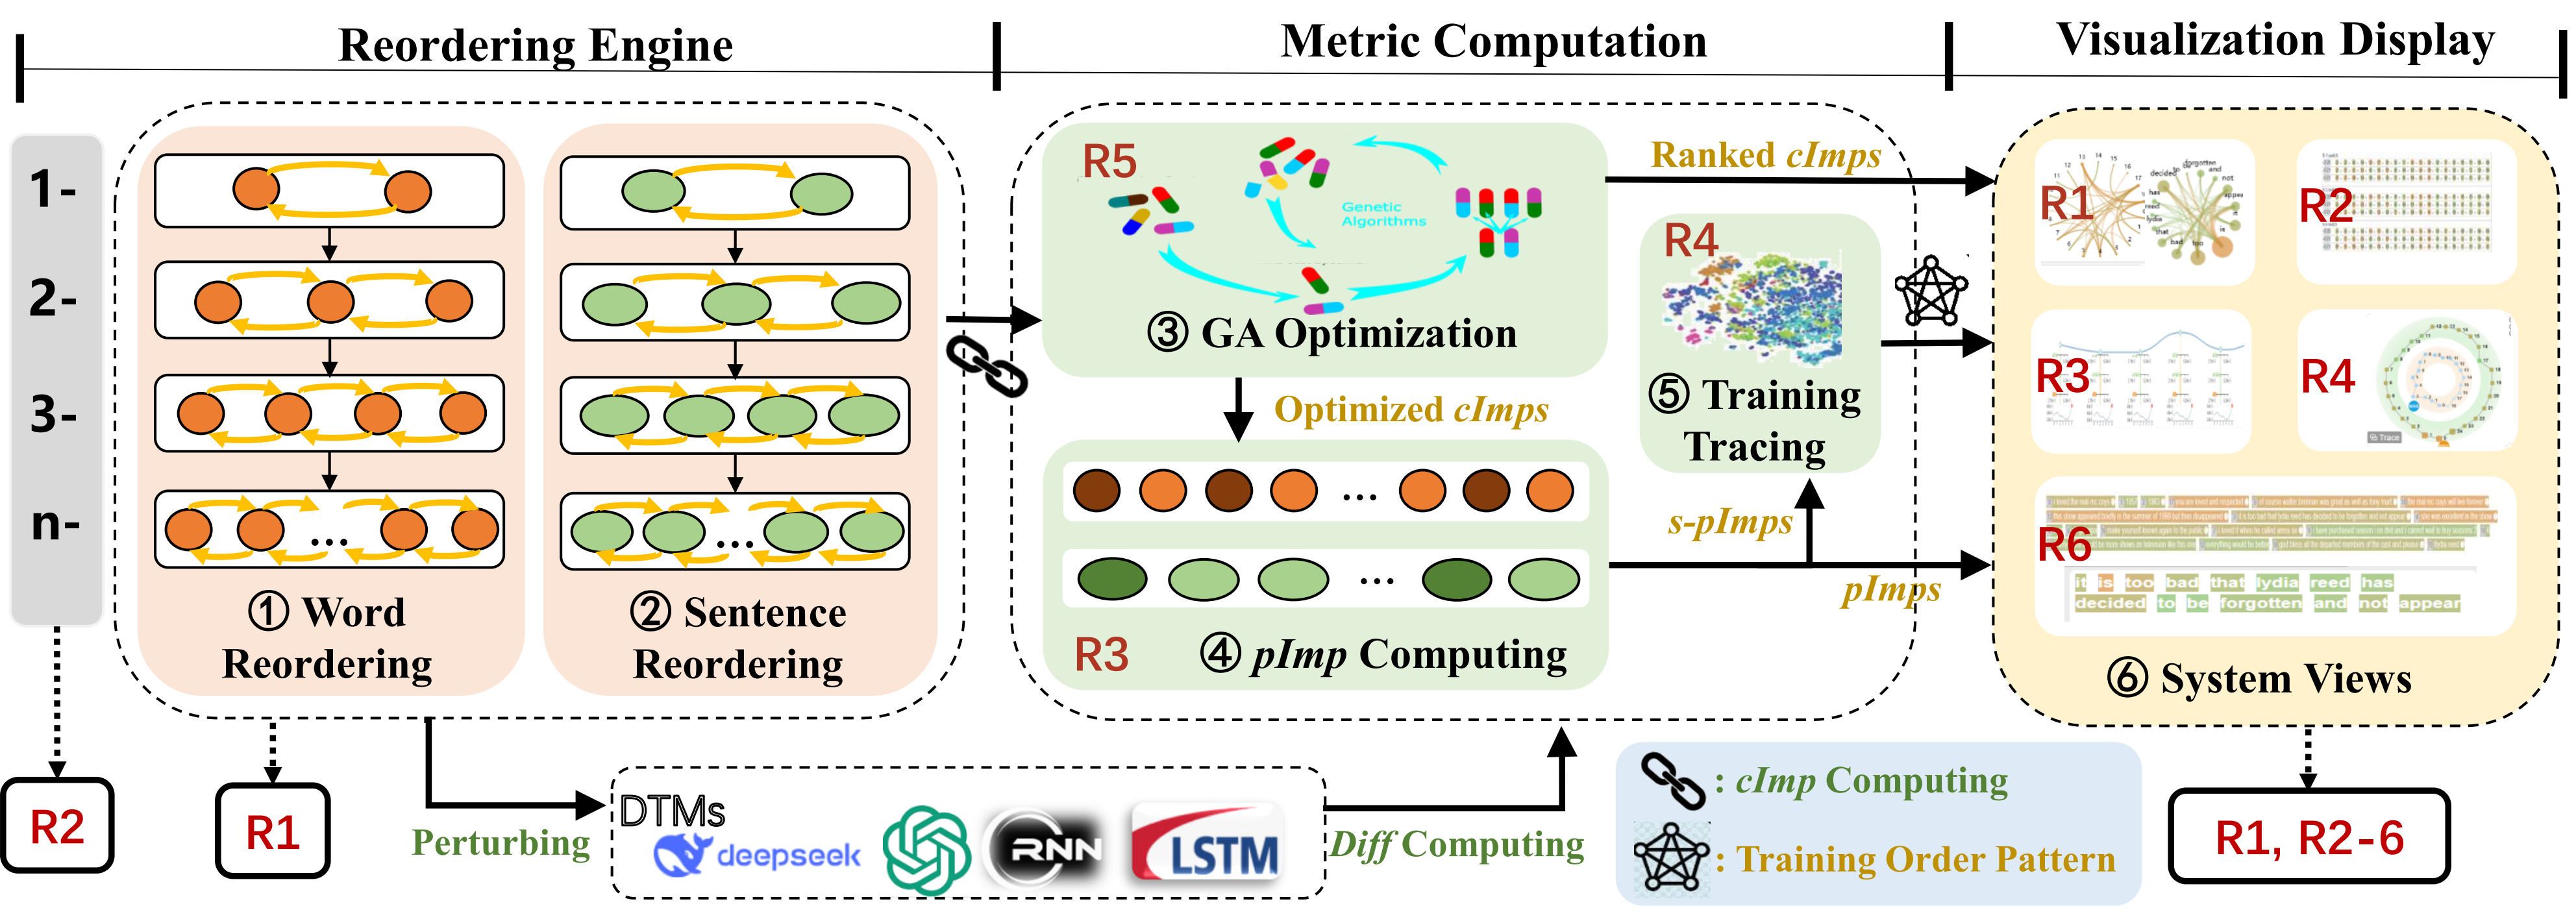 Reordering Engine
Metric Computation
Visualization Display
1-
2-
3-
n-
① Word
Reordering
② Sentence
Reordering
R5
Genetic
Algorithms
③ GA Optimization
Optimized cImps
R3
④ pImp Computing
...
Ranked cImps
R4
⑤ Training
Tracing
s-pImps
pImps
R1
R2
R3
R4
Trace
R6
it is too bad that lydia reed has
decided to be forgotten and not appear
⑥ System Views
R2
R1
Perturbing
DTMs
deepseek
RNN
LSTM
Diff Computing
: cImp Computing
: Training Order Pattern
R1, R2-6